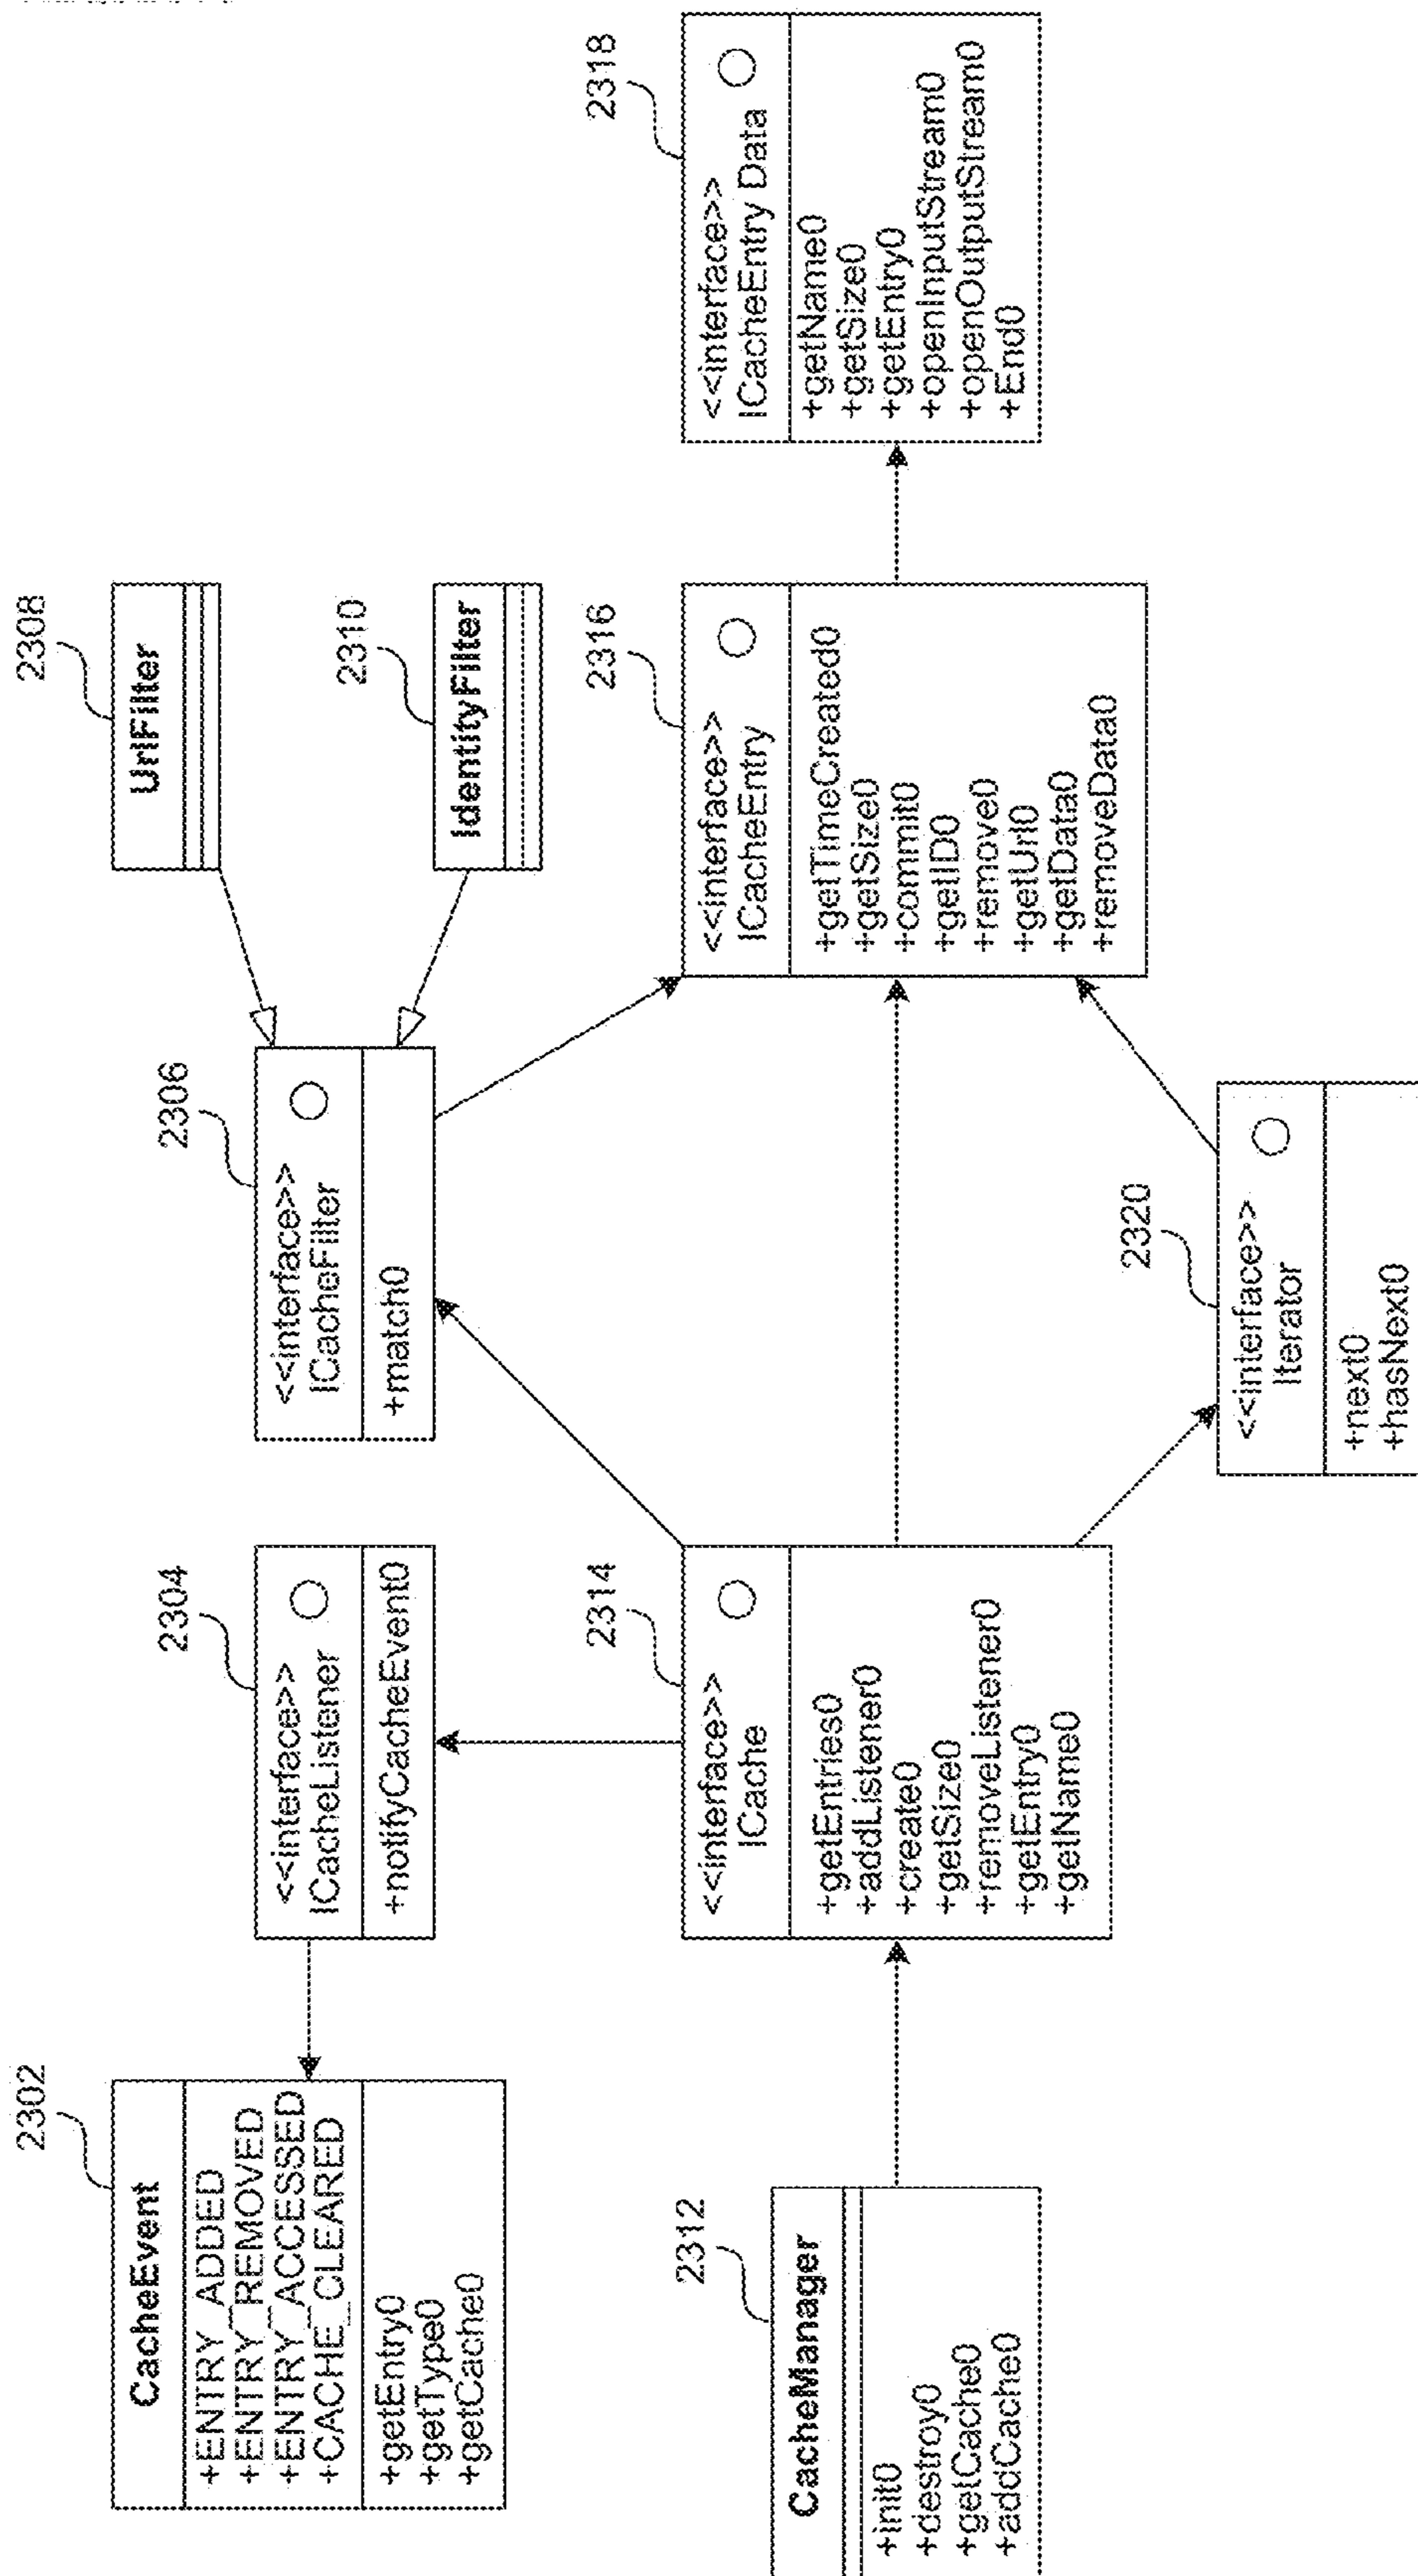 2302
CacheEvent
+ENTRY_ADDED
+ENTRY_REMOVED
+ENTRY_ACCESSED
+CACHE_CLEARED
+getEntry0
+getType0
+getCache0
2304
<<interface>>
ICacheListener
+notifyCacheEvent0
2306
<<interface>>
ICacheFilter
+match0
2308
UrlFilter
2310
IdentityFilter
2312
CacheManager
+init0
+destroy0
+getCache0
+addCache0
2314
<<interface>>
ICache
+getEntries0
+addListener0
+create0
+getSize0
+removeListener0
+getEntry0
+getName0
2316
<<interface>>
ICacheEntry
+getTimeCreated0
+getSize0
+commit0
+getID0
+remove0
+getUrl0
+getData0
+removeData0
2318
<<interface>>
ICacheEntry Data
+getName0
+getSize0
+getEntry0
+openInputStream0
+openOutputStream0
+End0
2320
<<interface>>
Iterator
+next0
+hasNext0